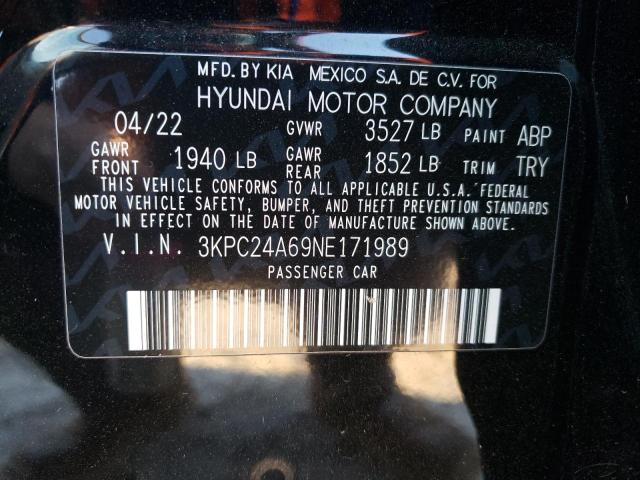 MFD. BY KIA MEXICO S.A. DE C.V. FOR
HYUNDAI MOTOR COMPANY
04/22 GVWR 3527 LB PAINT ABP
GAWR FRONT 1940 LB GAWR REAR 1852 LB TRIM TRY
THIS VEHICLE CONFORMS TO ALL APPLICABLE U.S.A. FEDERAL
MOTOR VEHICLE SAFETY, BUMPER, AND THEFT PREVENTION STANDARDS
IN EFFECT ON THE DATE OF MANUFACTURE SHOWN ABOVE.
V.I.N. 3KPC24A69NE171989
PASSENGER CAR